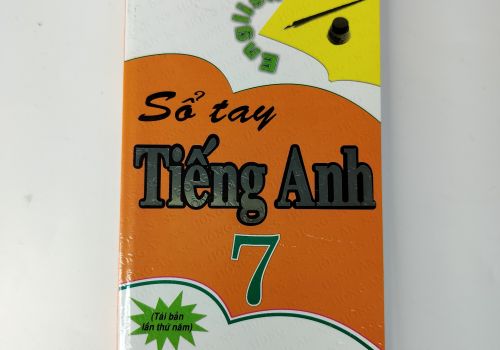 English
Sổ tay
Tiếng Anh
7
(Tái bản
lần thứ năm)